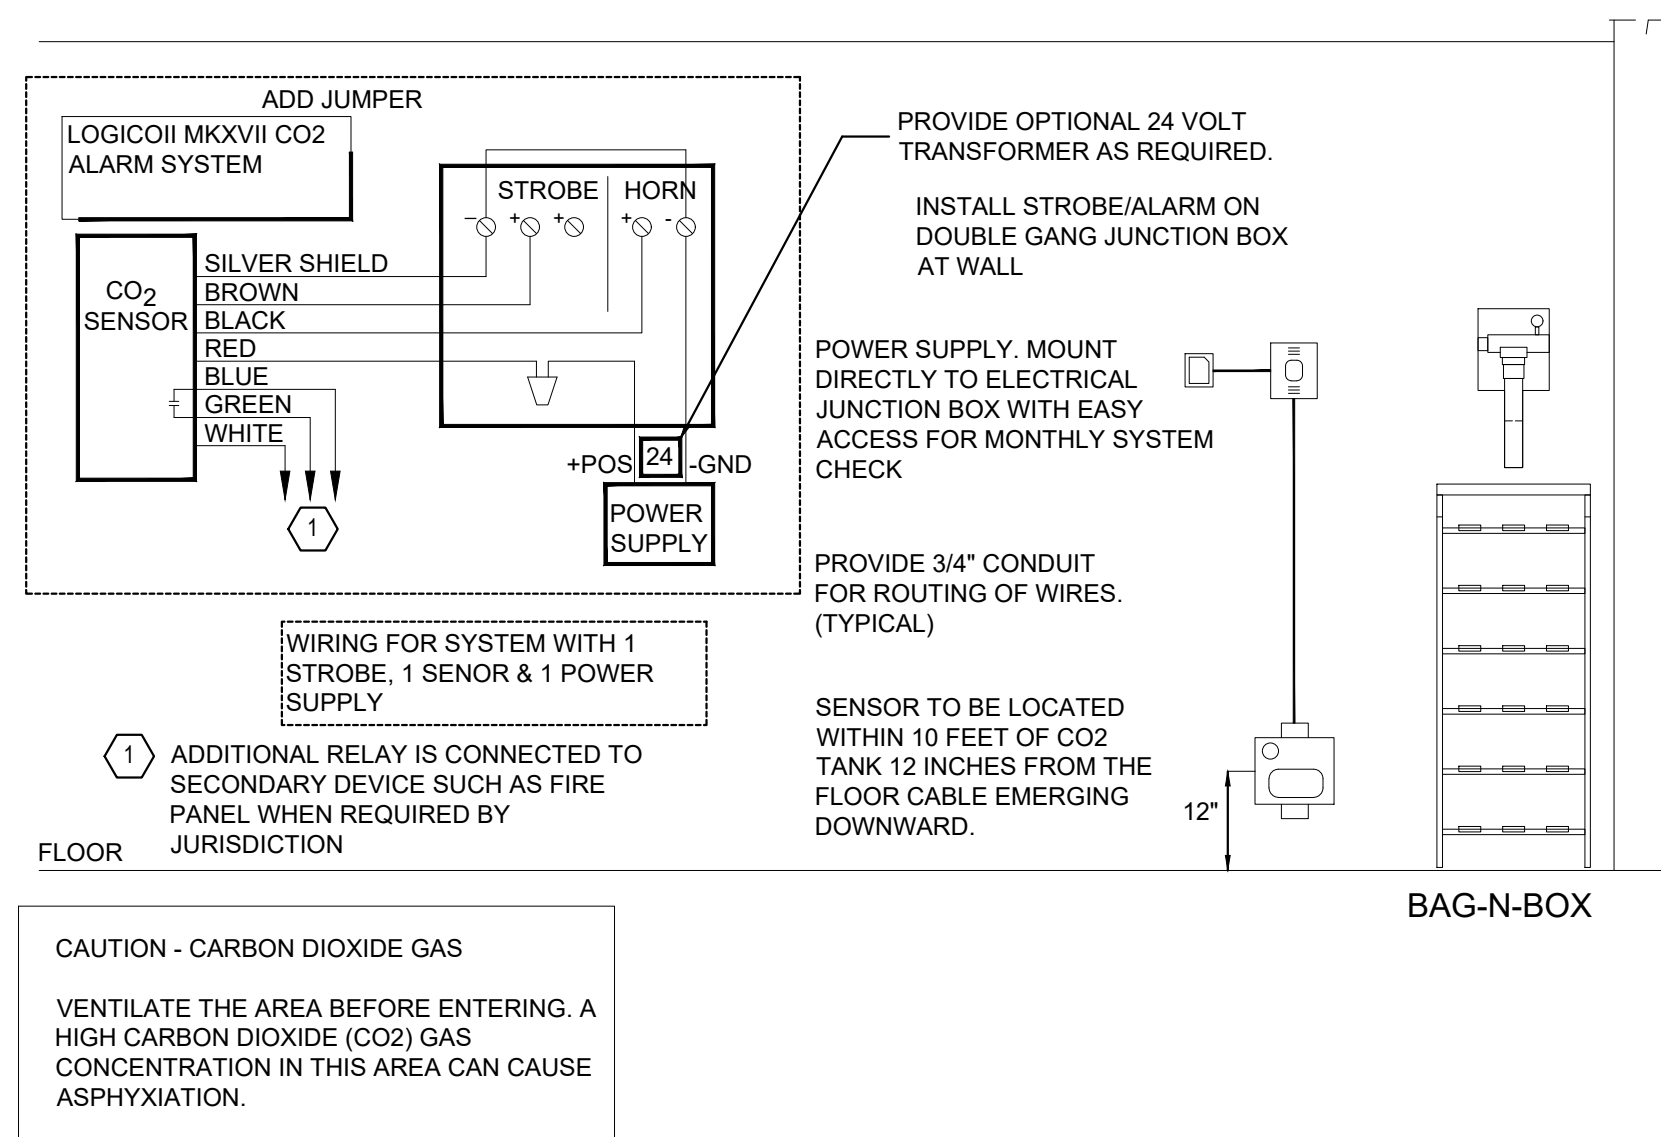 ADD JUMPER
LOGICOII MKXVII CO2
ALARM SYSTEM
STROBE
HORN
− + + + -
CO2
SENSOR
SILVER SHIELD
BROWN
BLACK
RED
BLUE
GREEN
WHITE
1
+POS
24
-GND
POWER
SUPPLY
PROVIDE OPTIONAL 24 VOLT
TRANSFORMER AS REQUIRED.
INSTALL STROBE/ALARM ON
DOUBLE GANG JUNCTION BOX
AT WALL
POWER SUPPLY. MOUNT
DIRECTLY TO ELECTRICAL
JUNCTION BOX WITH EASY
ACCESS FOR MONTHLY SYSTEM
CHECK
PROVIDE 3/4" CONDUIT
FOR ROUTING OF WIRES.
(TYPICAL)
WIRING FOR SYSTEM WITH 1
STROBE, 1 SENOR & 1 POWER
SUPPLY
SENSOR TO BE LOCATED
WITHIN 10 FEET OF CO2
TANK 12 INCHES FROM THE
FLOOR CABLE EMERGING
DOWNWARD.
12"
1
ADDITIONAL RELAY IS CONNECTED TO
SECONDARY DEVICE SUCH AS FIRE
PANEL WHEN REQUIRED BY
JURISDICTION
FLOOR
BAG-N-BOX
CAUTION - CARBON DIOXIDE GAS
VENTILATE THE AREA BEFORE ENTERING. A
HIGH CARBON DIOXIDE (CO2) GAS
CONCENTRATION IN THIS AREA CAN CAUSE
ASPHYXIATION.